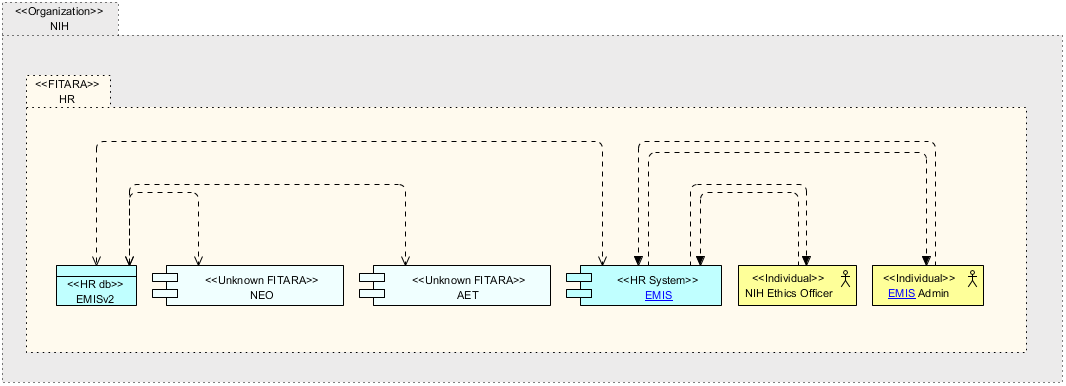 <<Organization>>
NIH
<<FITARA>>
HR
<<HR db>>
EMISv2
<<Unknown FITARA>>
NEO
<<Unknown FITARA>>
AET
<<HR System>>
EMIS
<<Individual>>
NIH Ethics Officer
<<Individual>>
EMIS Admin